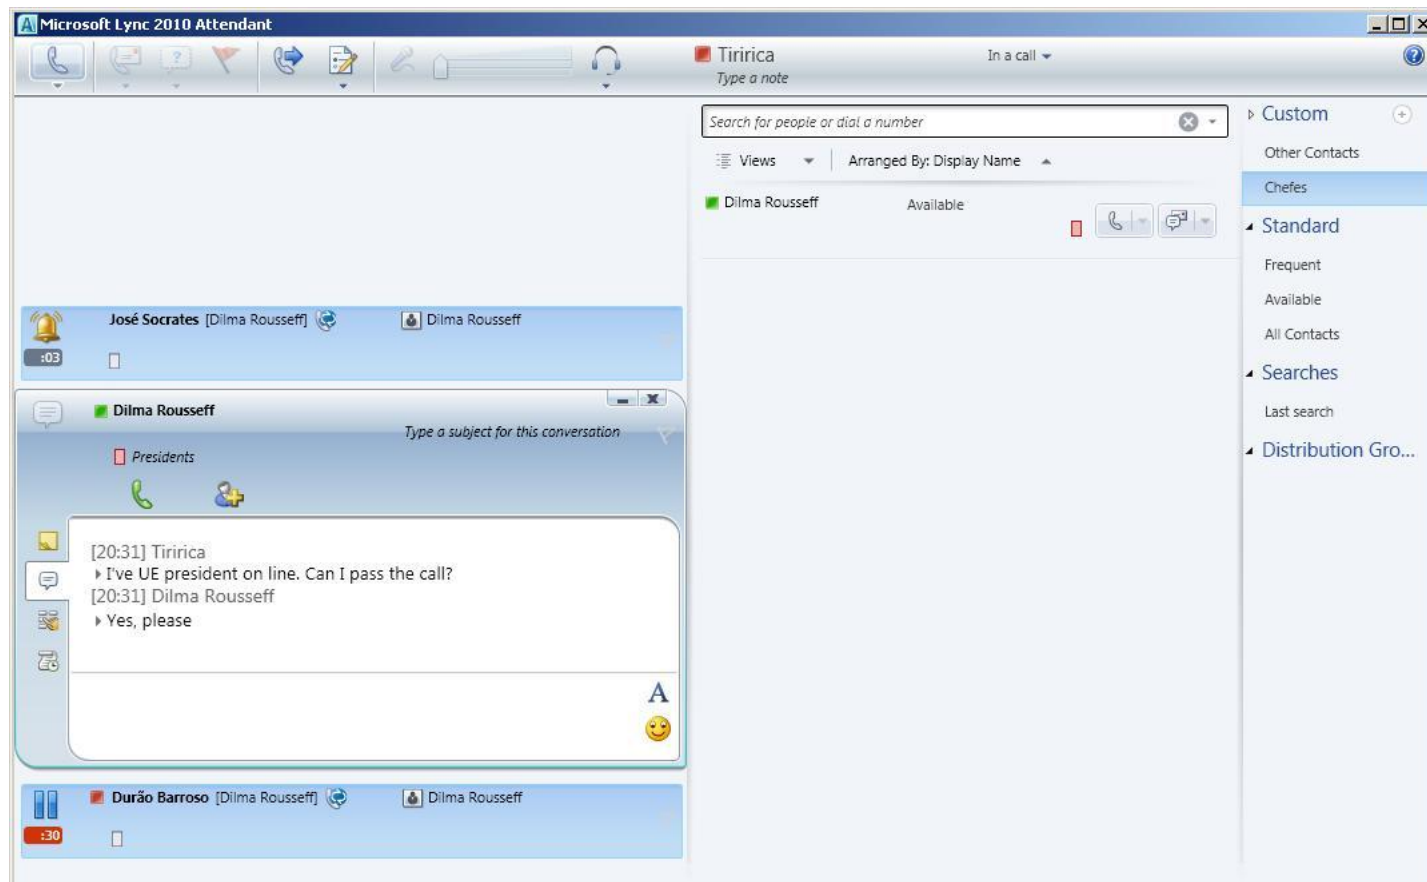 Microsoft Lync 2010 Attendant
Tiririca
In a call
Type a note
Search for people or dial a number
Views
Arranged By: Display Name
Dilma Rousseff
Available
Custom
Other Contacts
Chefes
Standard
Frequent
Available
All Contacts
Searches
Last search
Distribution Gro...
José Socrates [Dilma Rousseff]
Dilma Rousseff
:03
Dilma Rousseff
Type a subject for this conversation
Presidents
[20:31] Tiririca
I've UE president on line. Can I pass the call?
[20:31] Dilma Rousseff
Yes, please
A
Durão Barroso [Dilma Rousseff]
Dilma Rousseff
:30